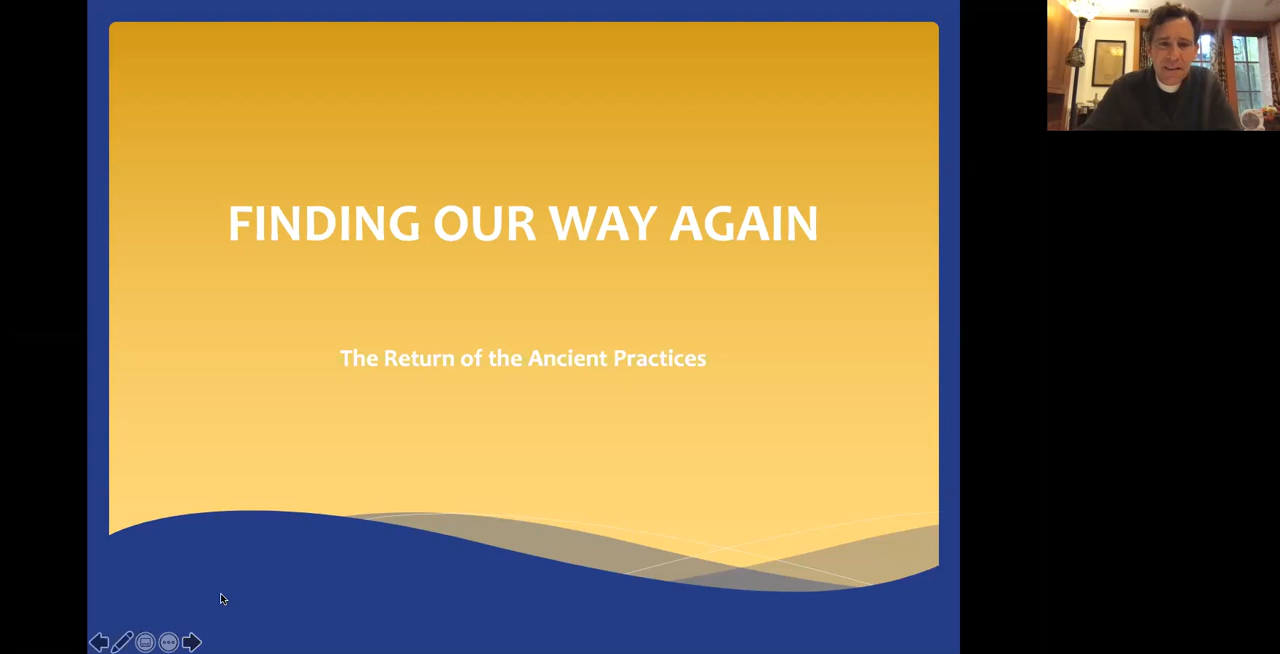 FINDING OUR WAY AGAIN
The Return of the Ancient Practices